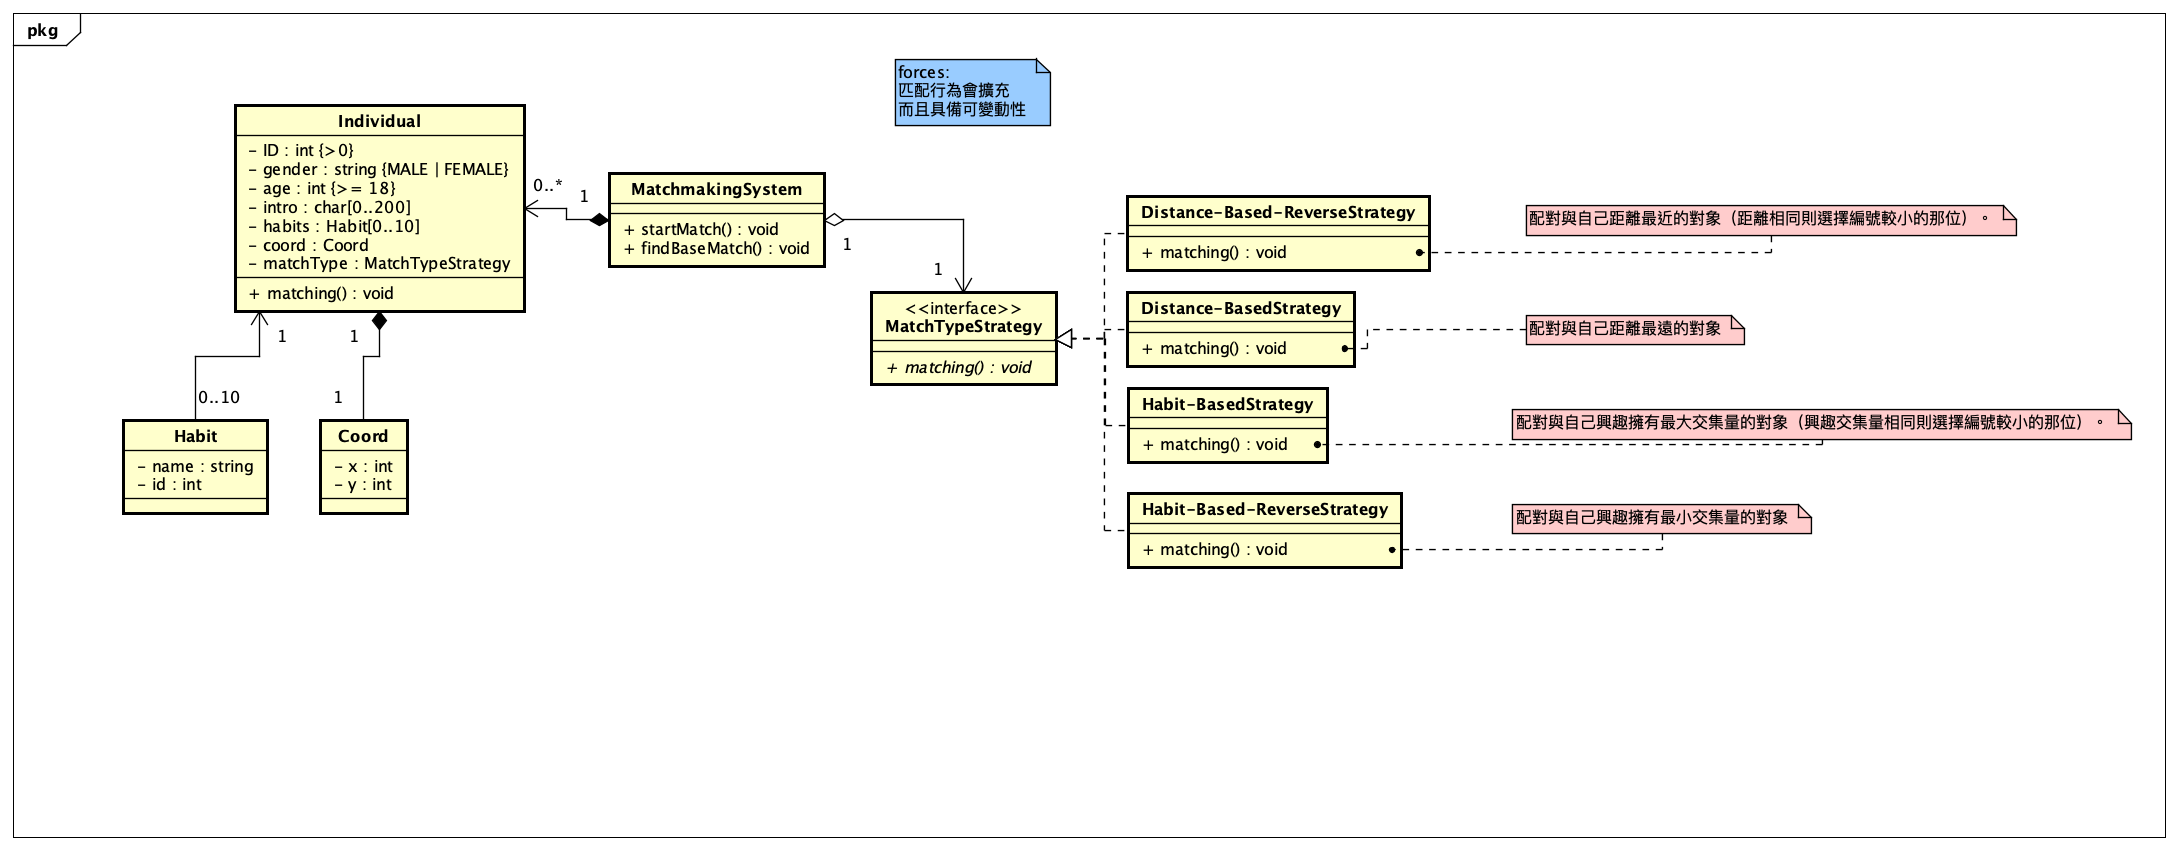 pkg
forces:
匹配行為會擴充
而且具備可變動性
Individual
- ID : int {>0}
- gender : string {MALE | FEMALE}
- age : int {>= 18}
- intro : char[0..200]
- habits : Habit[0..10]
- coord : Coord
- matchType : MatchTypeStrategy
+ matching() : void
0..*
1
MatchmakingSystem
+ startMatch() : void
+ findBaseMatch() : void
1
1
<<interface>>
MatchTypeStrategy
+ matching() : void
Distance-Based-ReverseStrategy
+ matching() : void
配對與自己距離最近的對象（距離相同則選擇編號較小的那位）。
Distance-BasedStrategy
+ matching() : void
配對與自己距離最遠的對象
Habit-BasedStrategy
+ matching() : void
配對與自己興趣擁有最大交集量的對象（興趣交集量相同則選擇編號較小的那位）。
Habit-Based-ReverseStrategy
+ matching() : void
配對與自己興趣擁有最小交集量的對象
1
1
0..10
1
Habit
- name : string
- id : int
Coord
- x : int
- y : int